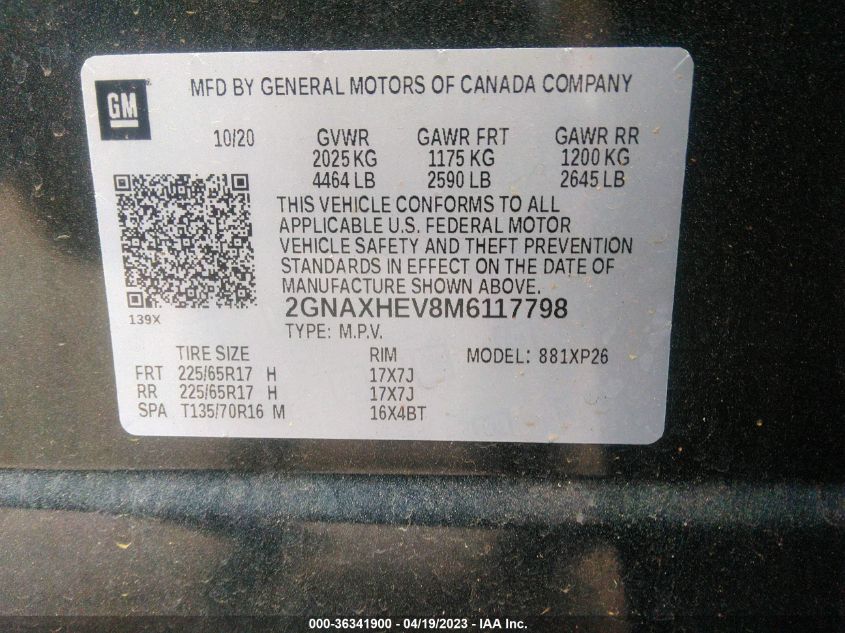 GM
MFD BY GENERAL MOTORS OF CANADA COMPANY
10/20 GVWR GAWR FRT GAWR RR
2025 KG 1175 KG 1200 KG
4464 LB 2590 LB 2645 LB
THIS VEHICLE CONFORMS TO ALL
APPLICABLE U.S. FEDERAL MOTOR
VEHICLE SAFETY AND THEFT PREVENTION
STANDARDS IN EFFECT ON THE DATE OF
MANUFACTURE SHOWN ABOVE.
2GNAXHEV8M6117798
139X
TYPE: M.P.V.
TIRE SIZE RIM MODEL: 881XP26
FRT 225/65R17 H 17X7J
RR 225/65R17 H 17X7J
SPA T135/70R16 M 16X4BT
000-36341900 - 04/19/2023 - IAA Inc.